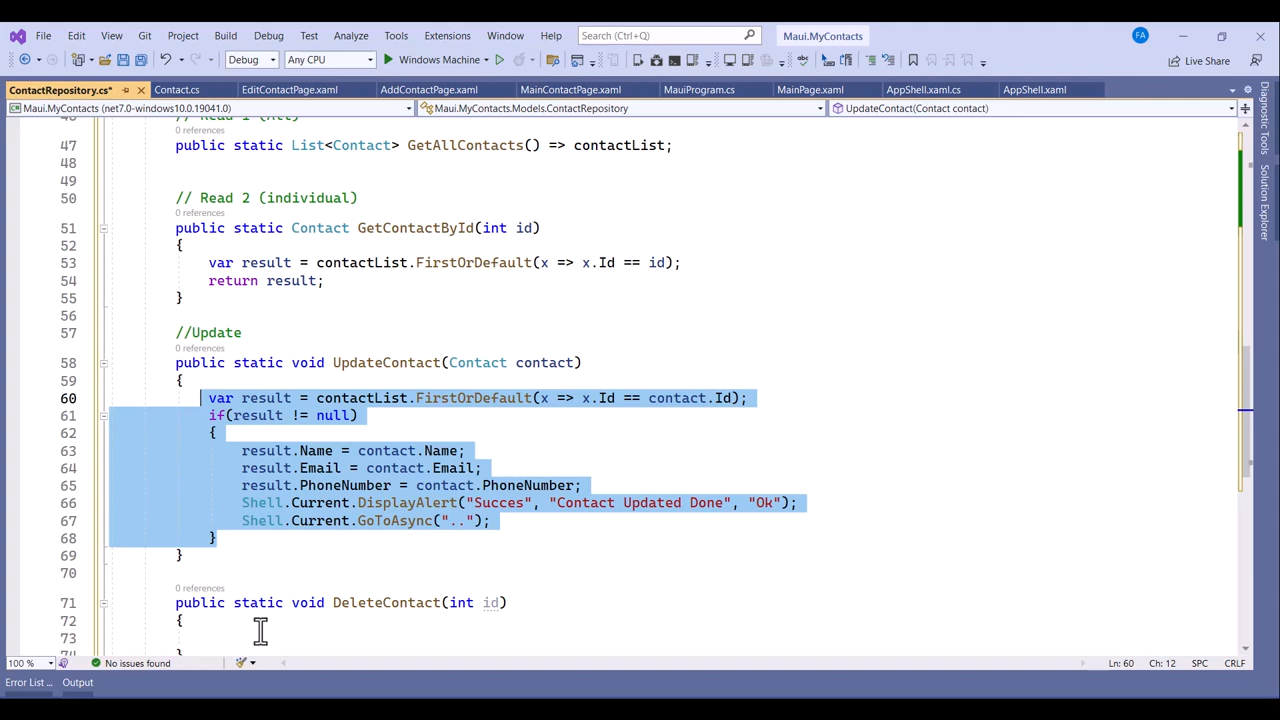 File Edit View Git Project Build Debug Test Analyze Tools Extensions Window Help Search (Ctrl+Q) Maui.MyContacts FA
Debug Any CPU Windows Machine Live Share
ContactRepository.cs* Contact.cs EditContactPage.xaml AddContactPage.xaml MainContactPage.xaml MauiProgram.cs MainPage.xaml AppShell.xaml.cs AppShell.xaml
C# Maui.MyContacts (net7.0-windows10.0.19041.0) Maui.MyContacts.Models.ContactRepository UpdateContact(Contact contact)
46 // Read 1 (All)
0 references
47 public static List<Contact> GetAllContacts() => contactList;
48
49
50 // Read 2 (individual)
0 references
51 public static Contact GetContactById(int id)
52 {
53 var result = contactList.FirstOrDefault(x => x.Id == id);
54 return result;
55 }
56
57 //Update
0 references
58 public static void UpdateContact(Contact contact)
59 {
60 var result = contactList.FirstOrDefault(x => x.Id == contact.Id);
61 if(result != null)
62 {
63 result.Name = contact.Name;
64 result.Email = contact.Email;
65 result.PhoneNumber = contact.PhoneNumber;
66 Shell.Current.DisplayAlert("Succes", "Contact Updated Done", "Ok");
67 Shell.Current.GoToAsync("..");
68 }
69 }
70
0 references
71 public static void DeleteContact(int id)
72 {
73
74 }
100 % No issues found Ln: 60 Ch: 12 SPC CRLF
Error List ... Output
Diagnostic Tools
Solution Explorer